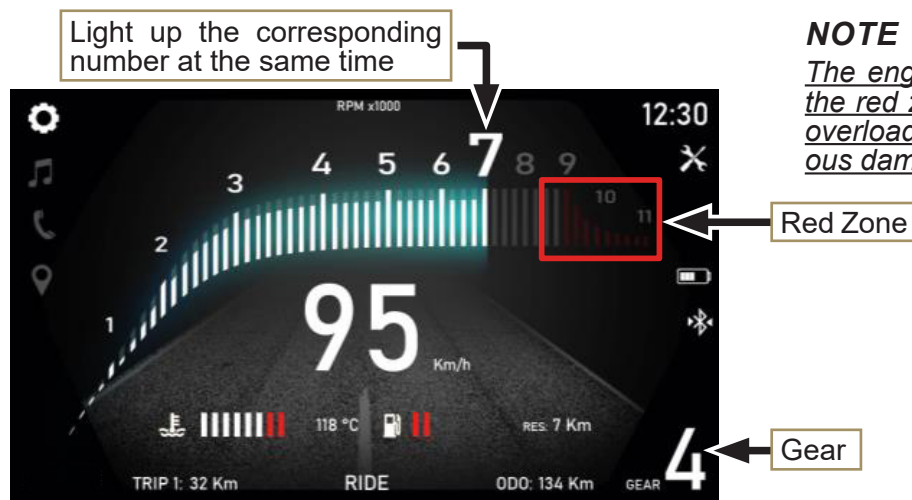 Light up the corresponding
number at the same time
NOTE
The eng
the red z
overload
ous dam
RPM x1000
12:30
1
2
3
4
5
6
7
8
9
10
11
Red Zone
95
Km/h
118 °C
RES: 7 Km
TRIP 1: 32 Km
RIDE
ODO: 134 Km
GEAR
4
Gear